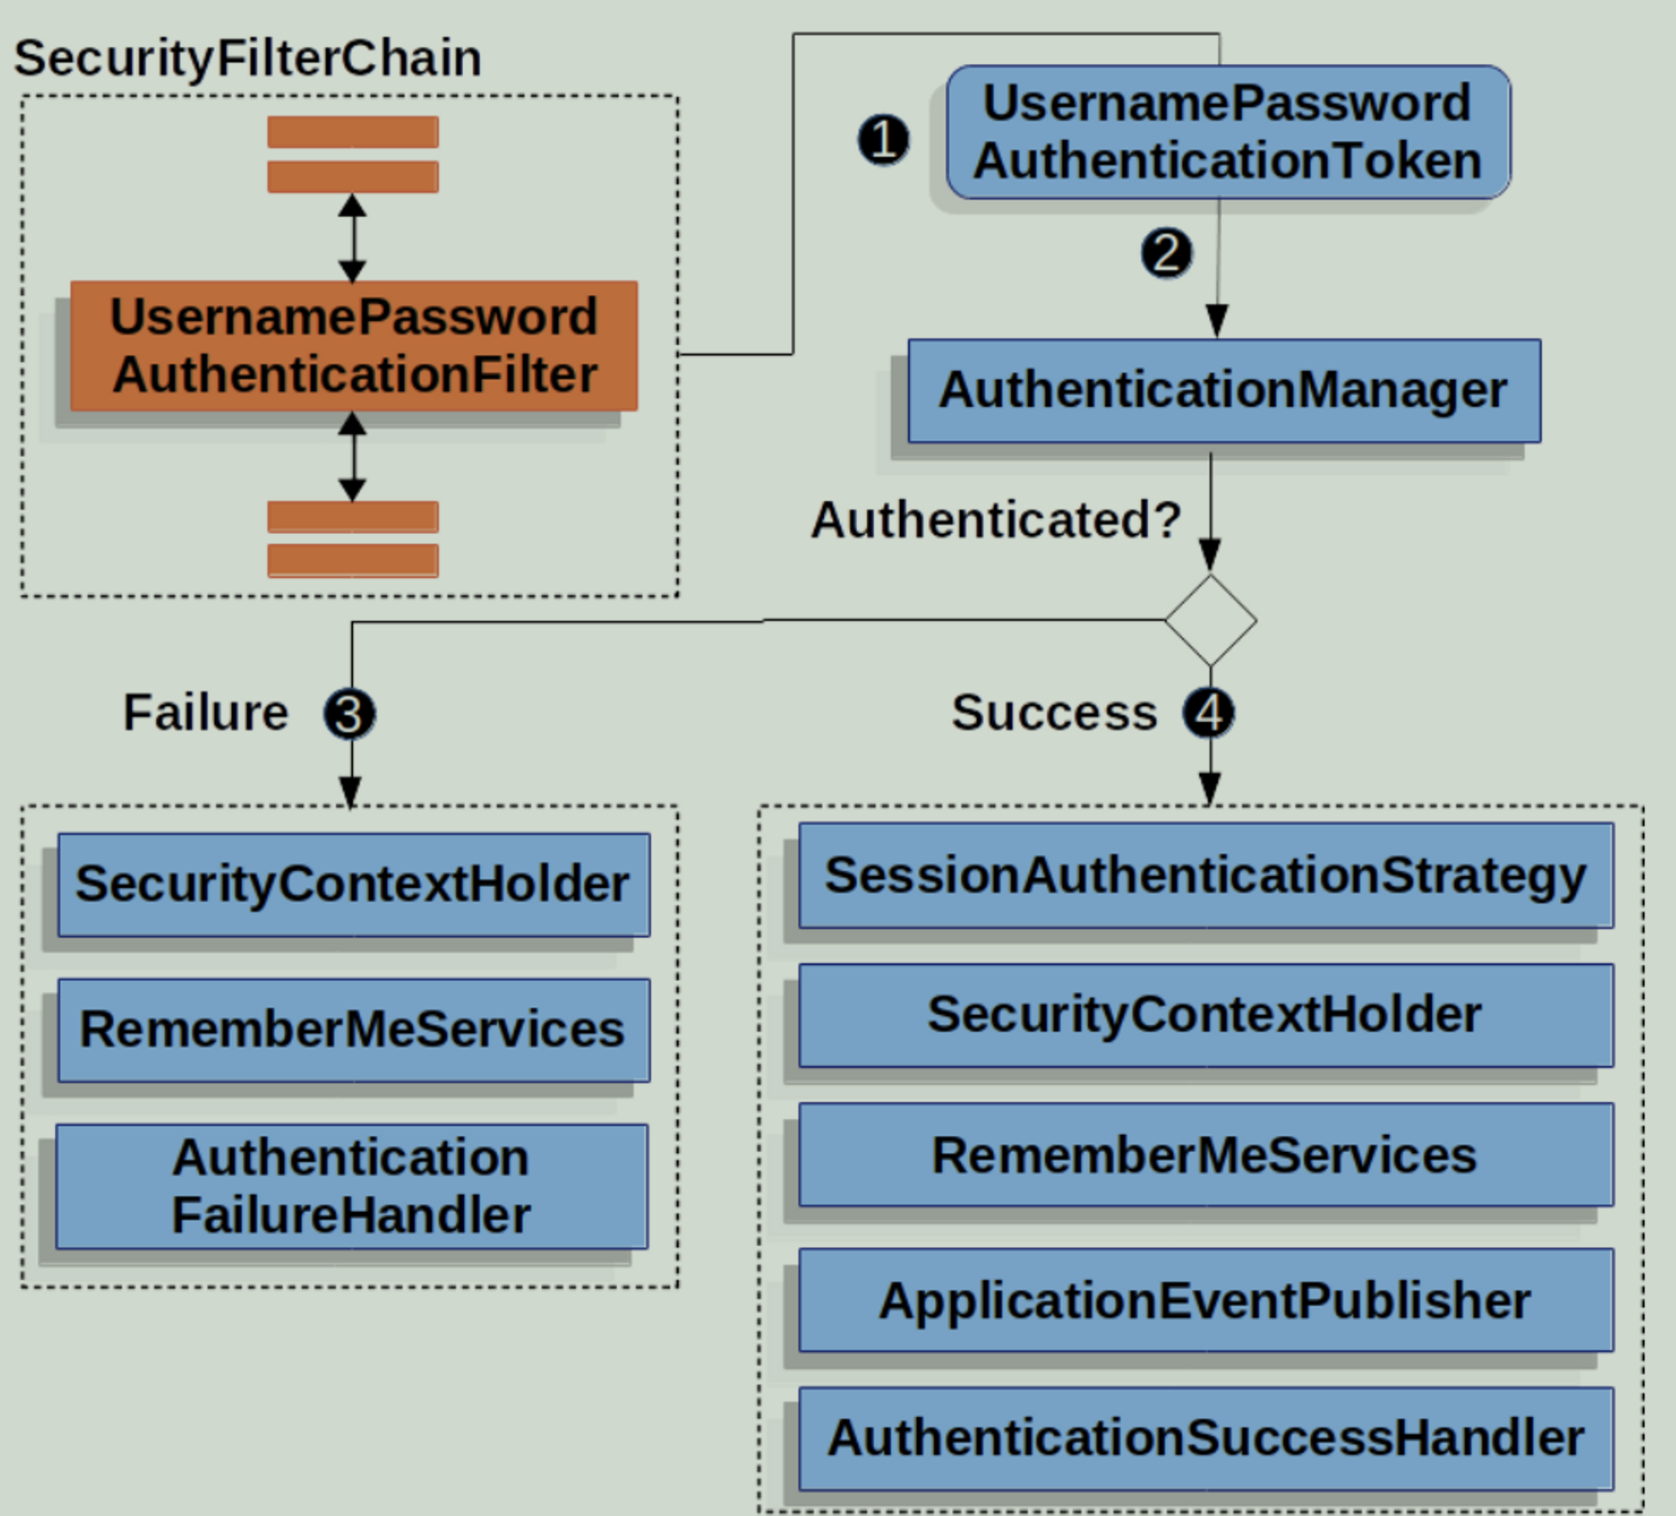 SecurityFilterChain
UsernamePassword
AuthenticationFilter
1
UsernamePassword
AuthenticationToken
2
AuthenticationManager
Authenticated?
Failure 3
Success 4
SecurityContextHolder
RememberMeServices
Authentication
FailureHandler
SessionAuthenticationStrategy
SecurityContextHolder
RememberMeServices
ApplicationEventPublisher
AuthenticationSuccessHandler